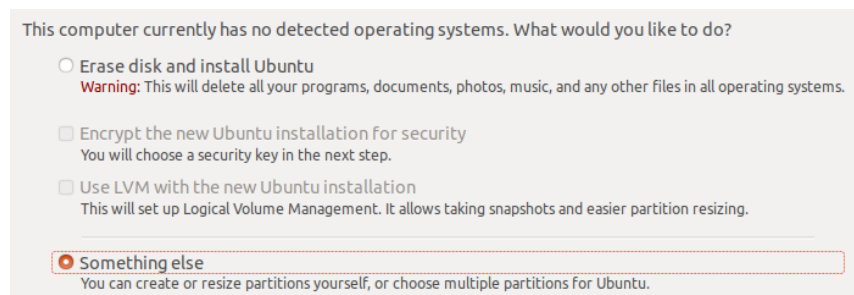 This computer currently has no detected operating systems. What would you like to do?
Erase disk and install Ubuntu
Warning: This will delete all your programs, documents, photos, music, and any other files in all operating systems.
Encrypt the new Ubuntu installation for security
You will choose a security key in the next step.
Use LVM with the new Ubuntu installation
This will set up Logical Volume Management. It allows taking snapshots and easier partition resizing.
Something else
You can create or resize partitions yourself, or choose multiple partitions for Ubuntu.